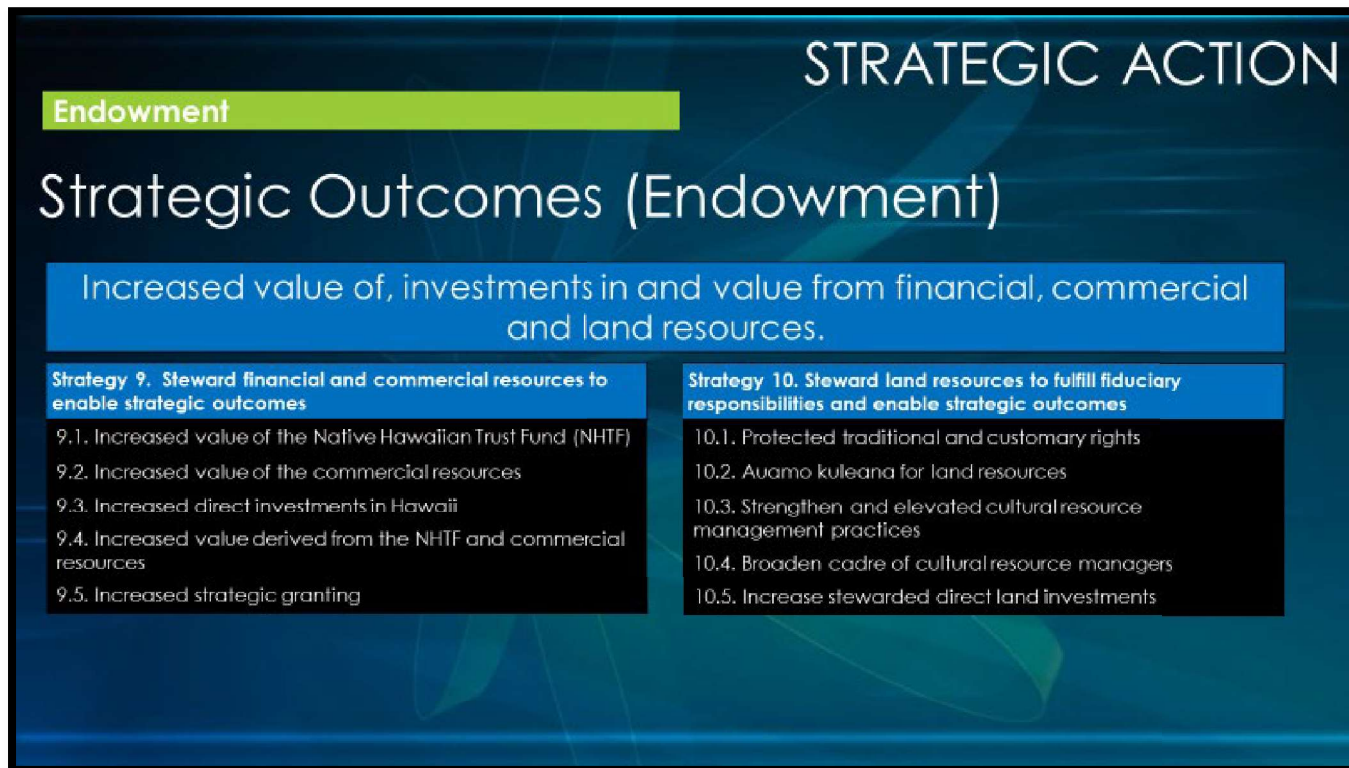 STRATEGIC ACTION
Endowment
Strategic Outcomes (Endowment)
Increased value of, investments in and value from financial, commercial
and land resources.
Strategy 9. Steward financial and commercial resources to
enable strategic outcomes
9.1. Increased value of the Native Hawaiian Trust Fund (NHTF)
9.2. Increased value of the commercial resources
9.3. Increased direct investments in Hawaii
9.4. Increased value derived from the NHTF and commercial
resources
9.5. Increased strategic granting
Strategy 10. Steward land resources to fulfill fiduciary
responsibilities and enable strategic outcomes
10.1. Protected traditional and customary rights
10.2. Auamo kuleana for land resources
10.3. Strengthen and elevated cultural resource
management practices
10.4. Broaden cadre of cultural resource managers
10.5. Increase stewarded direct land investments